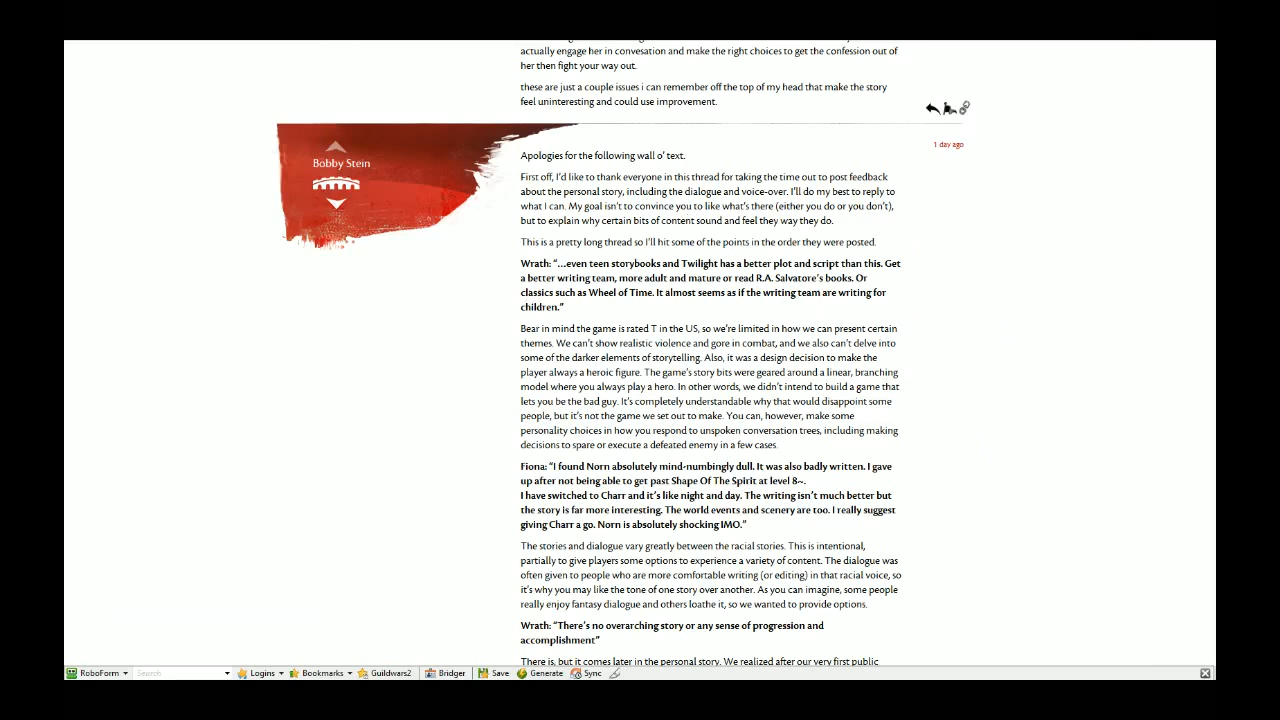 actually engage her in convesation and make the right choices to get the confession out of
her then fight your way out.
these are just a couple issues i can remember off the top of my head that make the story
feel uninteresting and could use improvement.
1 day ago
Bobby Stein
Apologies for the following wall o' text.
First off, I'd like to thank everyone in this thread for taking the time out to post feedback
about the personal story, including the dialogue and voice-over. I'll do my best to reply to
what I can. My goal isn't to convince you to like what's there (either you do or you don't),
but to explain why certain bits of content sound and feel they way they do.
This is a pretty long thread so I'll hit some of the points in the order they were posted.
Wrath: "…even teen storybooks and Twilight has a better plot and script than this. Get
a better writing team, more adult and mature or read R.A. Salvatore's books. Or
classics such as Wheel of Time. It almost seems as if the writing team are writing for
children."
Bear in mind the game is rated T in the US, so we're limited in how we can present certain
themes. We can't show realistic violence and gore in combat, and we also can't delve into
some of the darker elements of storytelling. Also, it was a design decision to make the
player always a heroic figure. The game's story bits were geared around a linear, branching
model where you always play a hero. In other words, we didn't intend to build a game that
lets you be the bad guy. It's completely understandable why that would disappoint some
people, but it's not the game we set out to make. You can, however, make some
personality choices in how you respond to unspoken conversation trees, including making
decisions to spare or execute a defeated enemy in a few cases.
Fiona: "I found Norn absolutely mind-numbingly dull. It was also badly written. I gave
up after not being able to get past Shape Of The Spirit at level 8~.
I have switched to Charr and it's like night and day. The writing isn't much better but
the story is far more interesting. The world events and scenery are too. I really suggest
giving Charr a go. Norn is absolutely shocking IMO."
The stories and dialogue vary greatly between the racial stories. This is intentional,
partially to give players some options to experience a variety of content. The dialogue was
often given to people who are more comfortable writing (or editing) in that racial voice, so
it's why you may like the tone of one story over another. As you can imagine, some people
really enjoy fantasy dialogue and others loathe it, so we wanted to provide options.
Wrath: "There's no overarching story or any sense of progression and
accomplishment"
There is, but it comes later in the personal story. We realized after our very first public
RoboForm Search Logins Bookmarks Guildwars2 Bridger Save Generate Sync